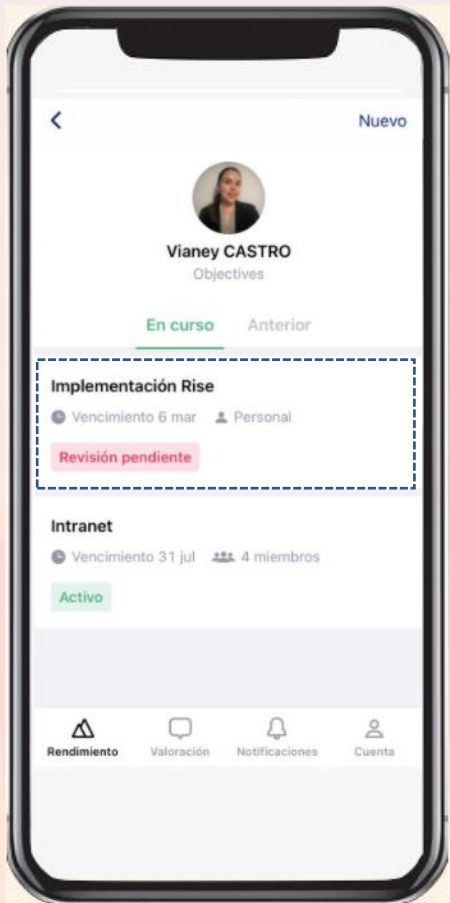 Nuevo
Vianey CASTRO
Objectives
En curso Anterior
Implementación Rise
Vencimiento 6 mar Personal
Revisión pendiente
Intranet
Vencimiento 31 jul 4 miembros
Activo
Rendimiento Valoración Notificaciones Cuenta